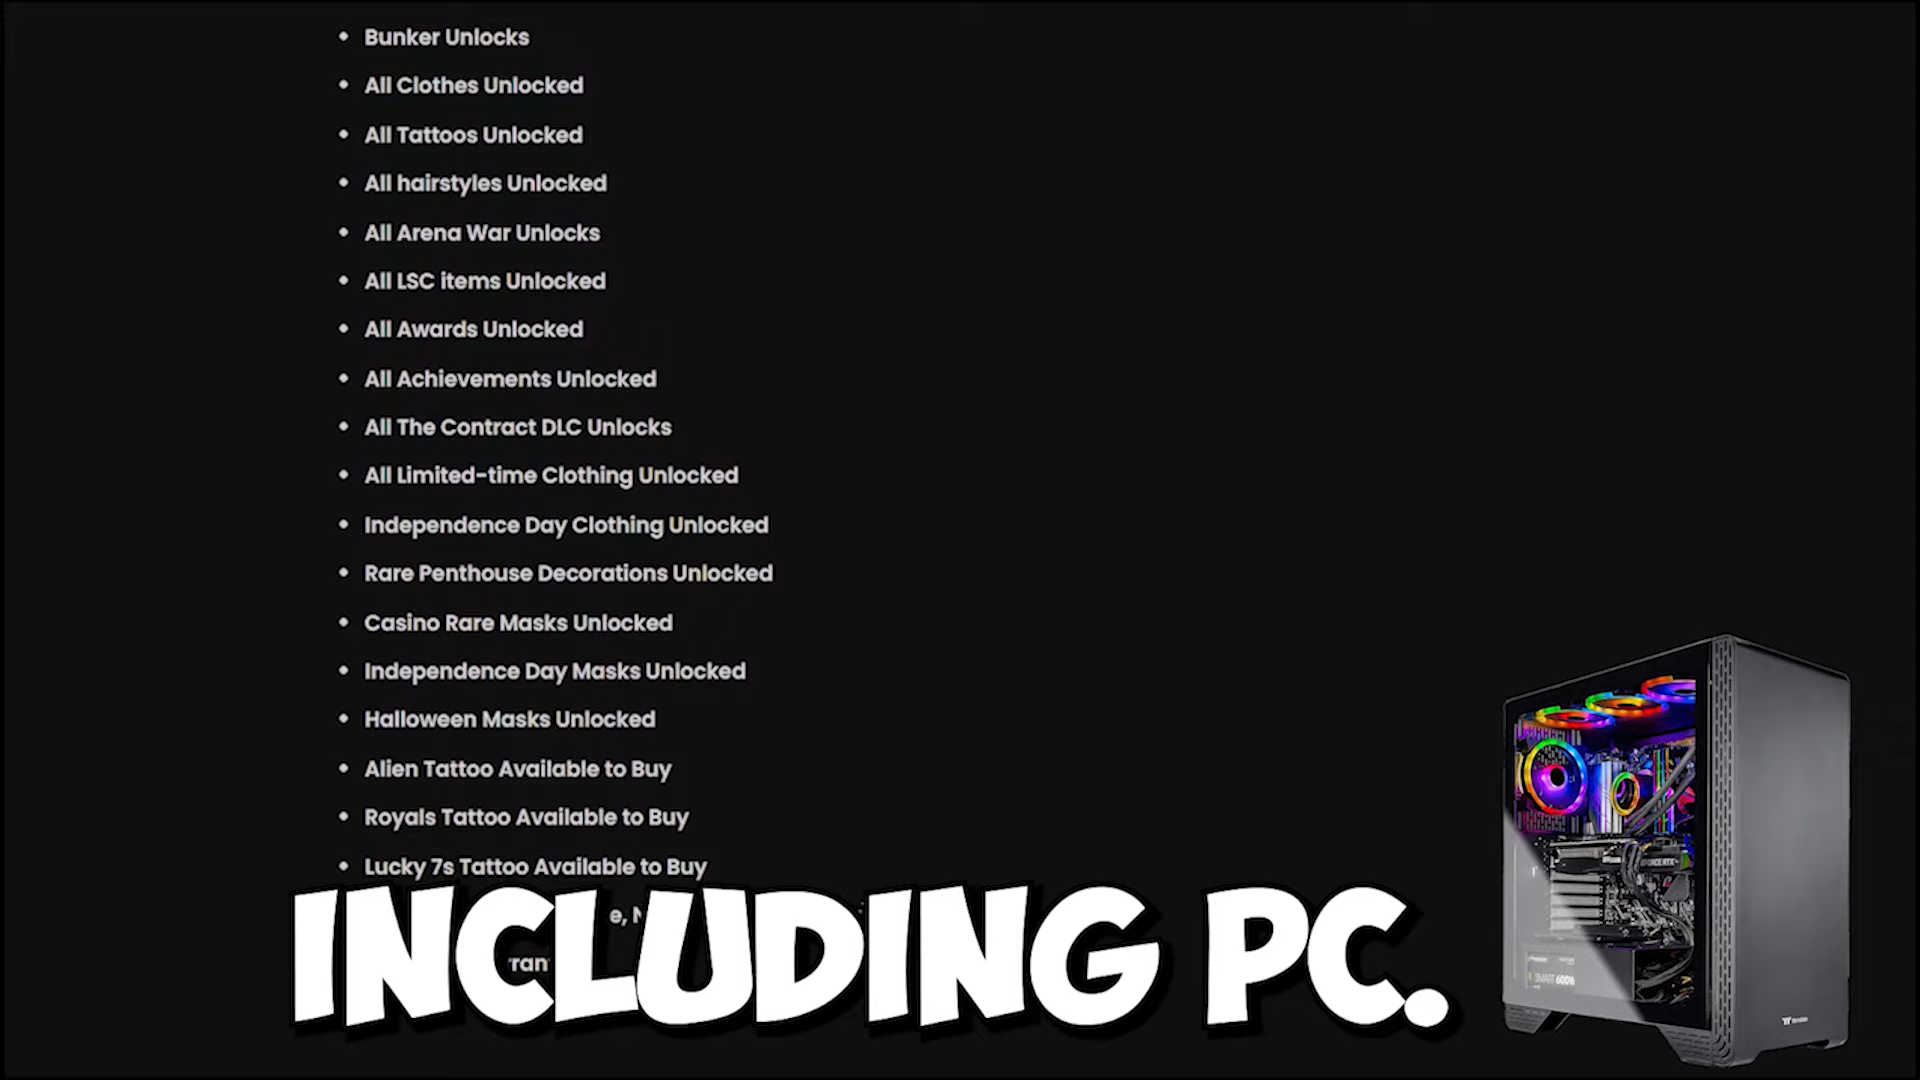 Bunker Unlocks
All Clothes Unlocked
All Tattoos Unlocked
All hairstyles Unlocked
All Arena War Unlocks
All LSC items Unlocked
All Awards Unlocked
All Achievements Unlocked
All The Contract DLC Unlocks
All Limited-time Clothing Unlocked
Independence Day Clothing Unlocked
Rare Penthouse Decorations Unlocked
Casino Rare Masks Unlocked
Independence Day Masks Unlocked
Halloween Masks Unlocked
Alien Tattoo Available to Buy
Royals Tattoo Available to Buy
Lucky 7s Tattoo Available to Buy
INCLUDING PC.
SMART 600W